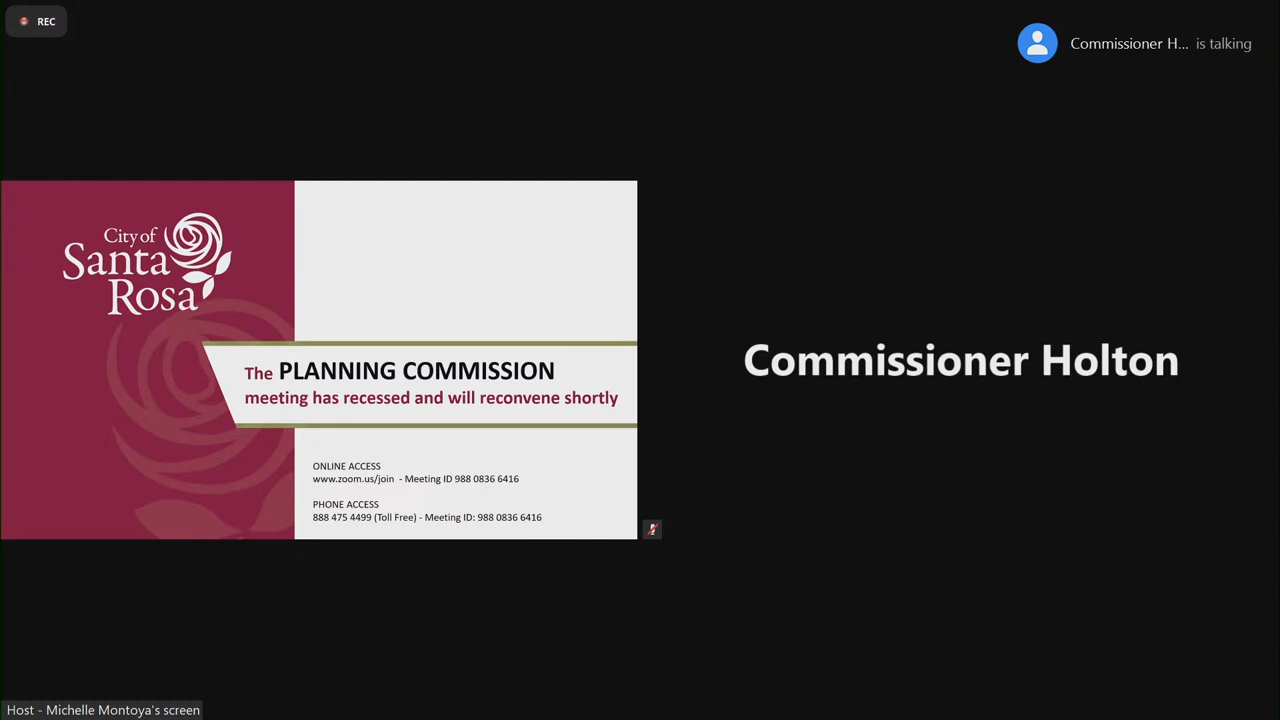 REC
Commissioner H... is talking
City of
Santa
Rosa
The PLANNING COMMISSION
meeting has recessed and will reconvene shortly
ONLINE ACCESS
www.zoom.us/join - Meeting ID 988 0836 6416
PHONE ACCESS
888 475 4499 (Toll Free) - Meeting ID: 988 0836 6416
Commissioner Holton
Host - Michelle Montoya's screen